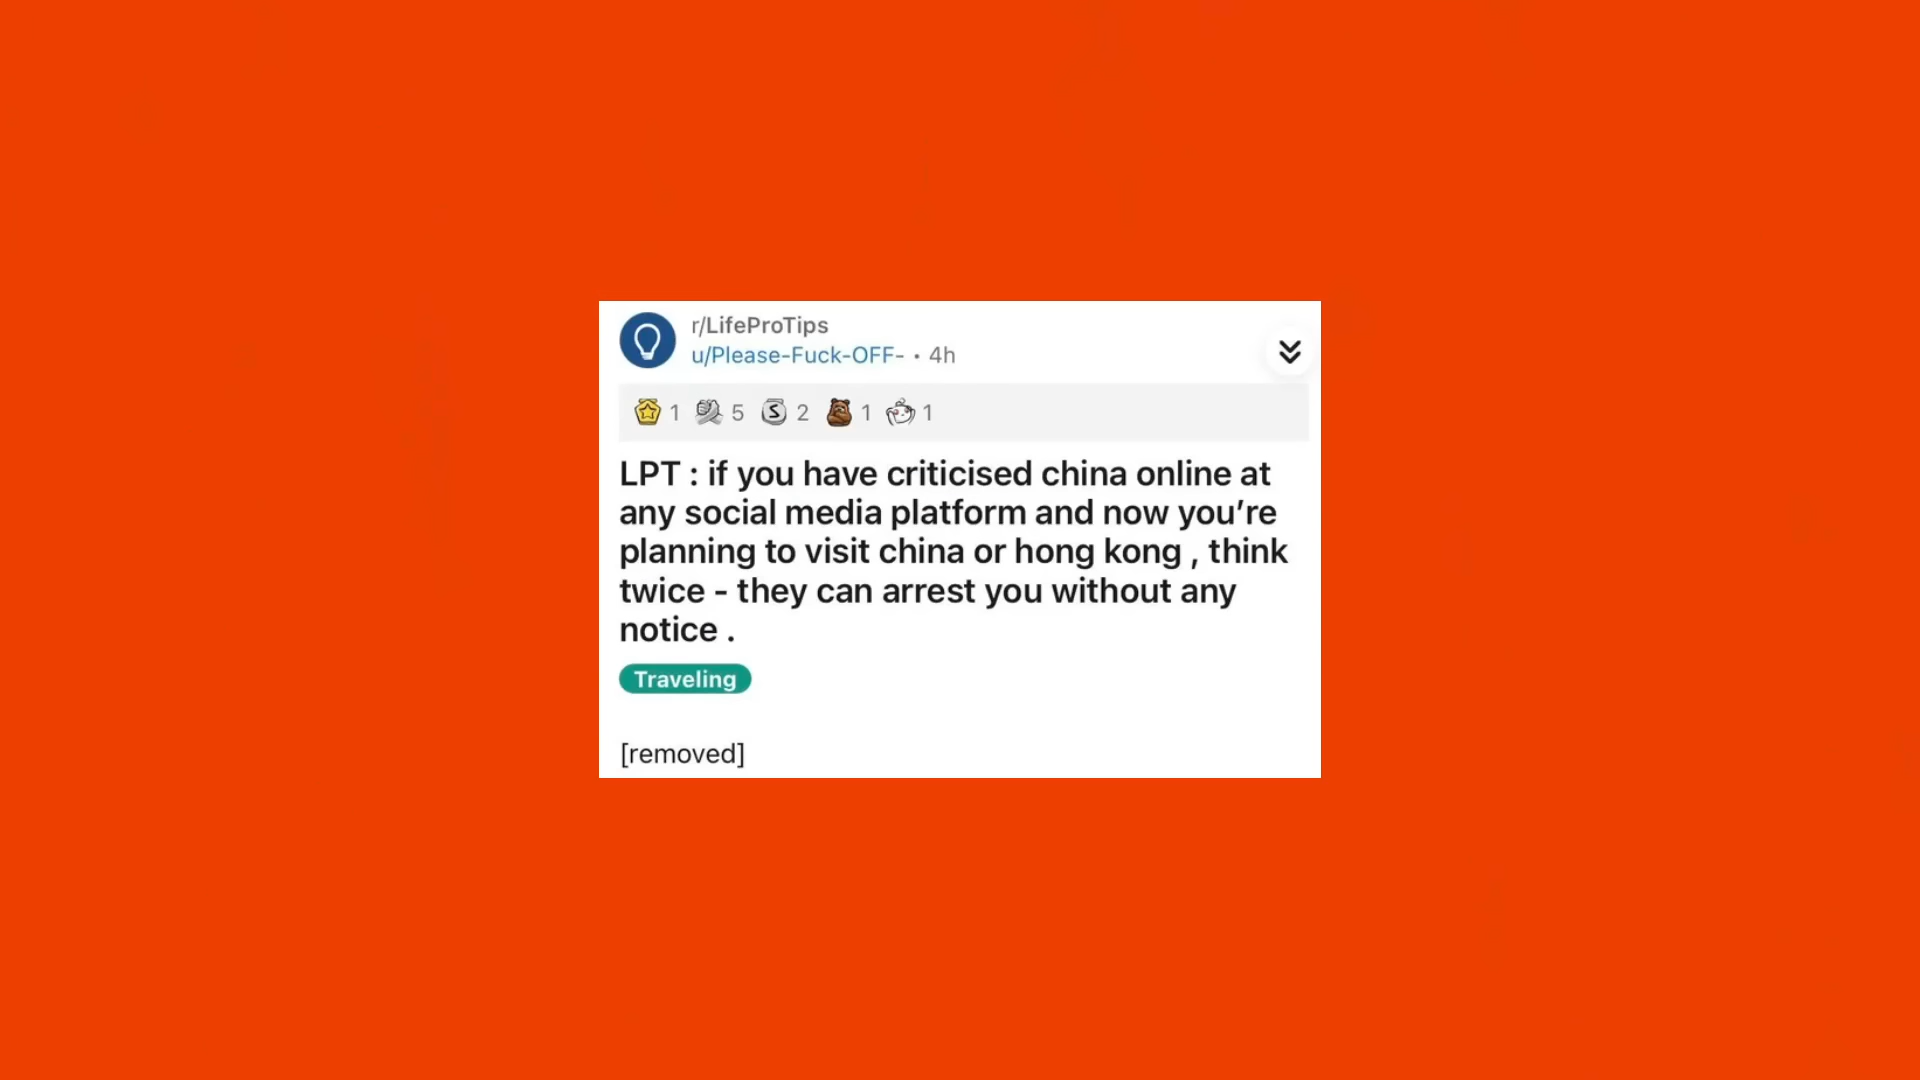 r/LifeProTips
u/Please-Fuck-OFF- • 4h
1 5 S 2 1 1
LPT : if you have criticised china online at
any social media platform and now you’re
planning to visit china or hong kong , think
twice - they can arrest you without any
notice .
Traveling
[removed]